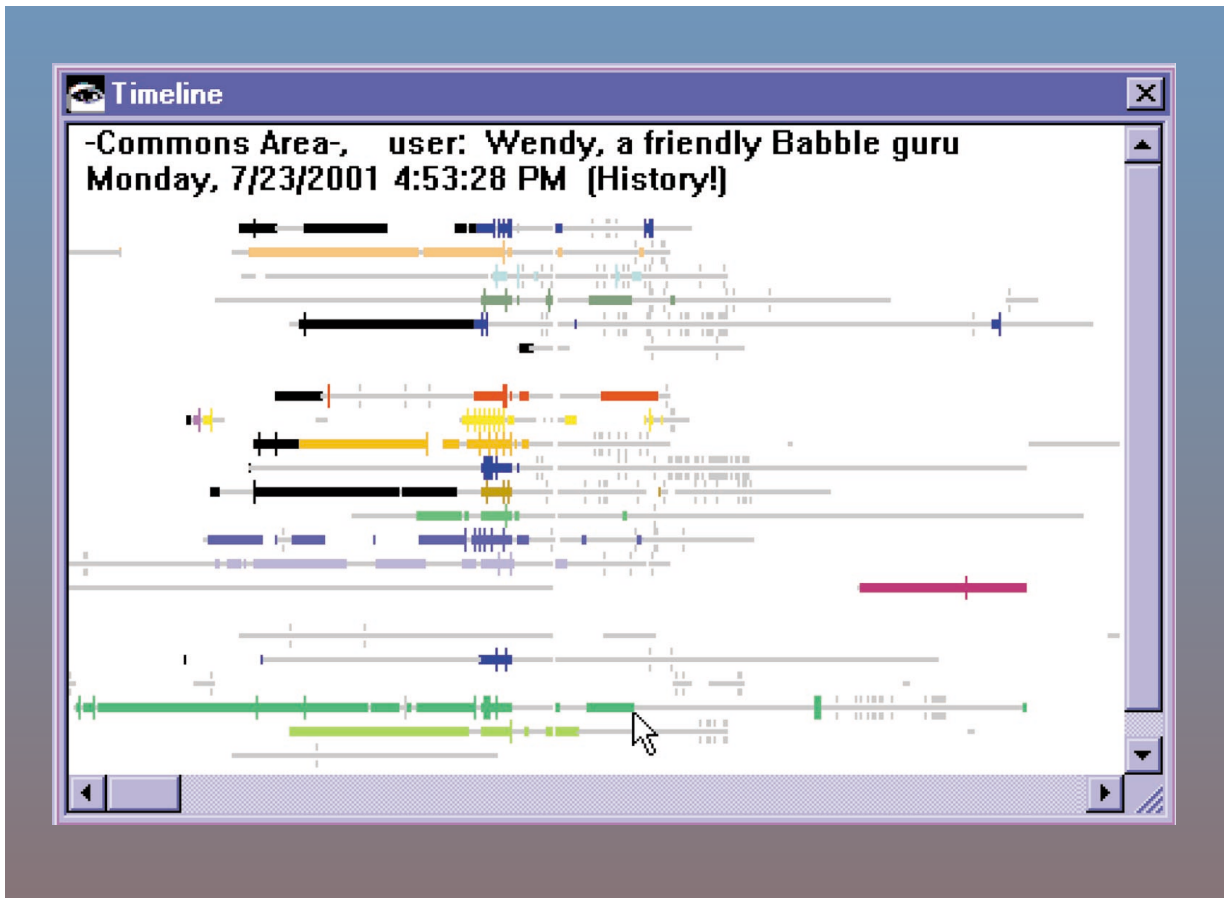 Timeline
-Commons Area-, user: Wendy, a friendly Babble guru
Monday, 7/23/2001 4:53:28 PM (History!)